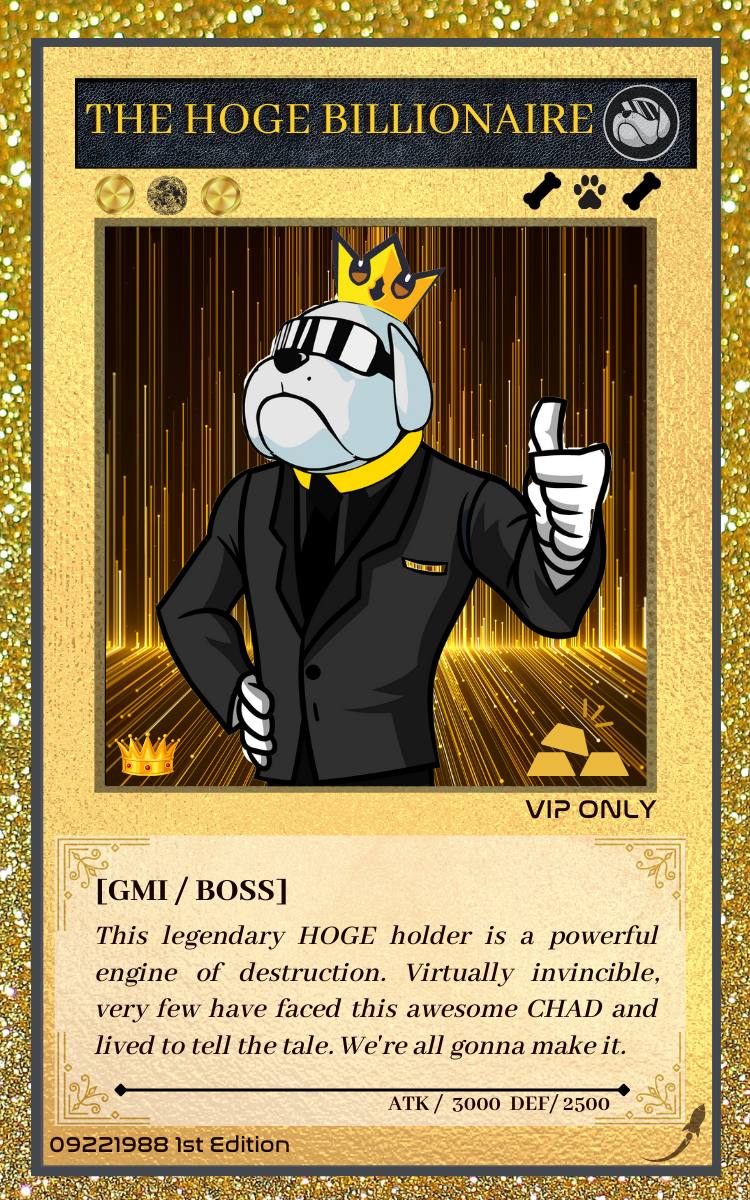 THE HOGE BILLIONAIRE
VIP ONLY
[GMI / BOSS]
This legendary HOGE holder is a powerful
engine of destruction. Virtually invincible,
very few have faced this awesome CHAD and
lived to tell the tale. We're all gonna make it.
ATK / 3000 DEF/ 2500
09221988 1st Edition